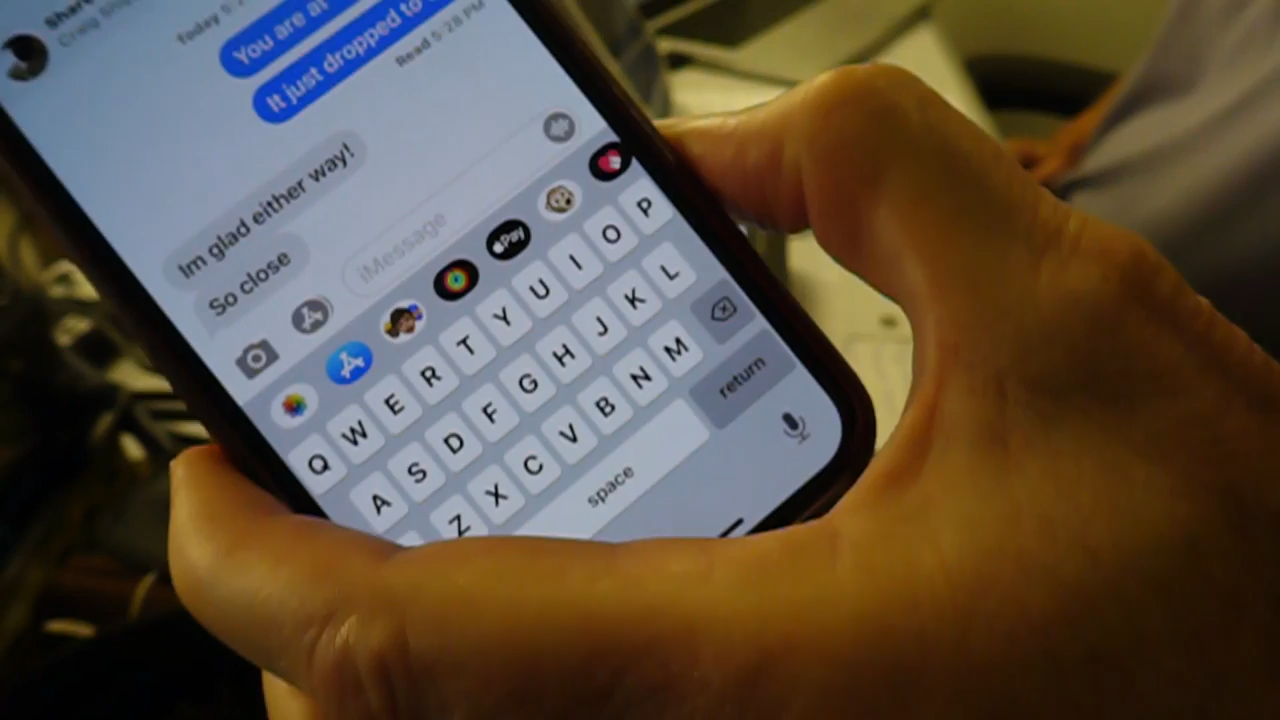 Today
You are at
It just dropped to
Read 5:28 PM
Im glad either way!
So close
iMessage
Pay
Q W E R T Y U I O P
A S D F G H J K L
Z X C V B N M
space return